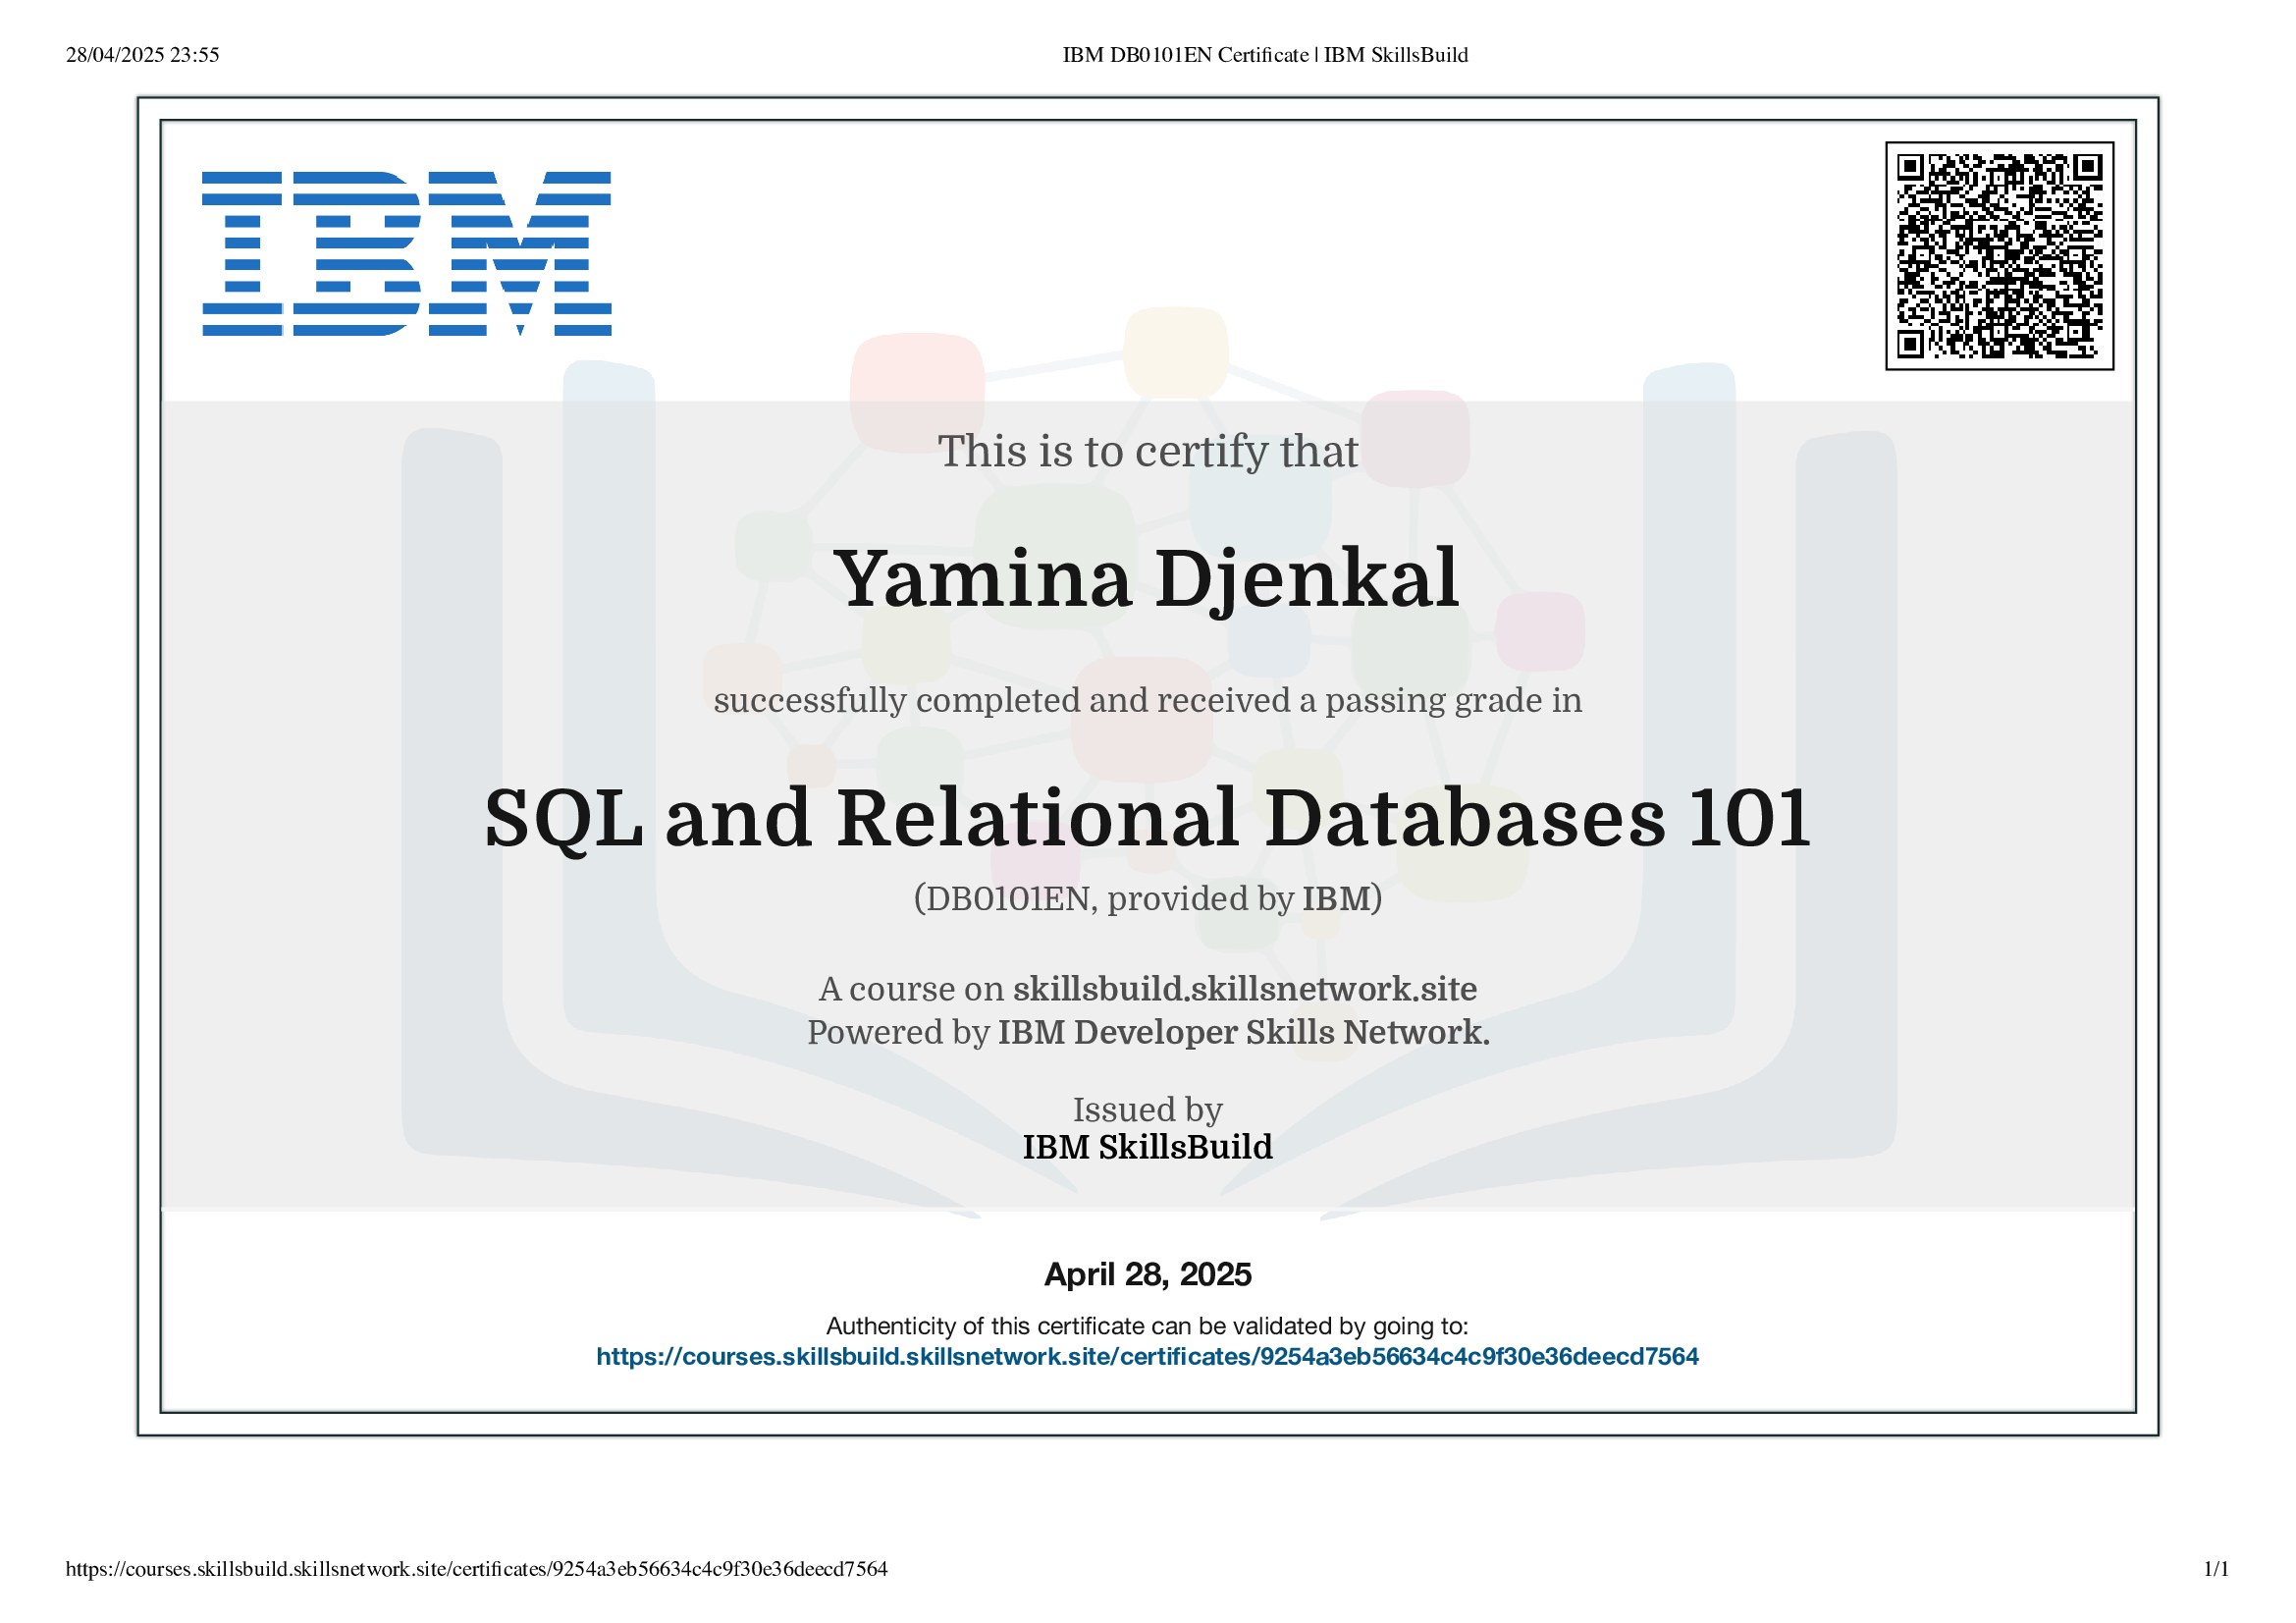 28/04/2025 23:55
IBM DB0101EN Certificate | IBM SkillsBuild
IBM
This is to certify that
Yamina Djenkal
successfully completed and received a passing grade in
SQL and Relational Databases 101
(DB0101EN, provided by IBM)
A course on skillsbuild.skillsnetwork.site
Powered by IBM Developer Skills Network.
Issued by
IBM SkillsBuild
April 28, 2025
Authenticity of this certificate can be validated by going to:
https://courses.skillsbuild.skillsnetwork.site/certificates/9254a3eb56634c4c9f30e36deecd7564
https://courses.skillsbuild.skillsnetwork.site/certificates/9254a3eb56634c4c9f30e36deecd7564
1/1